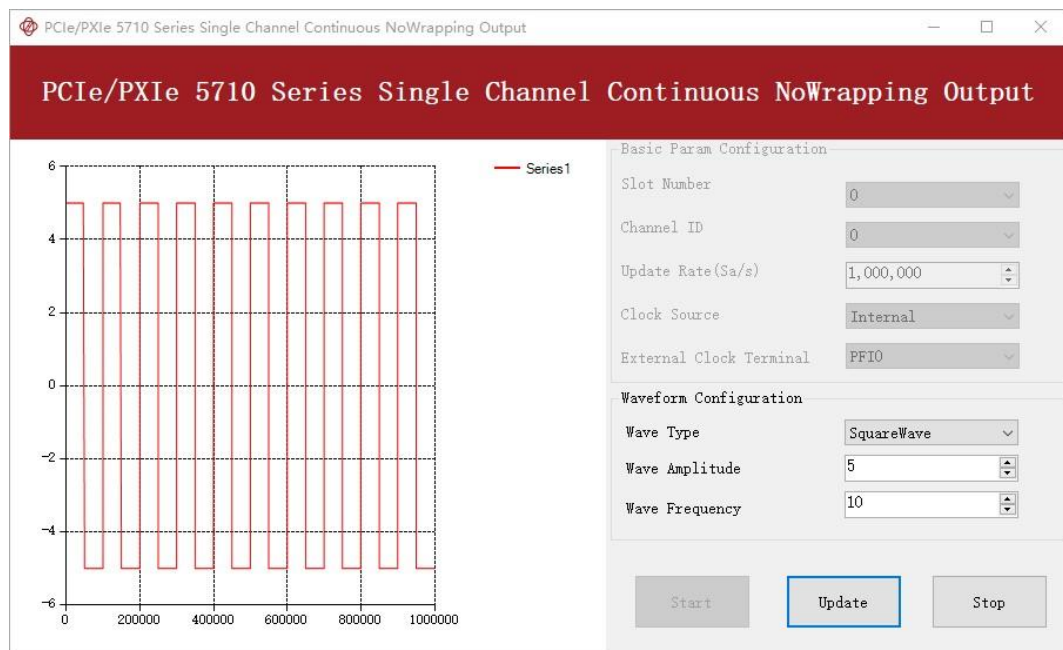 PCIe/PXIe 5710 Series Single Channel Continuous NoWrapping Output
PCIe/PXIe 5710 Series Single Channel Continuous NoWrapping Output
6
4
2
0
-2
-4
-6
0
200000
400000
600000
800000
1000000
Series1
Basic Param Configuration
Slot Number
0
Channel ID
0
Update Rate(Sa/s)
1,000,000
Clock Source
Internal
External Clock Terminal
PFI0
Waveform Configuration
Wave Type
SquareWave
Wave Amplitude
5
Wave Frequency
10
Start
Update
Stop